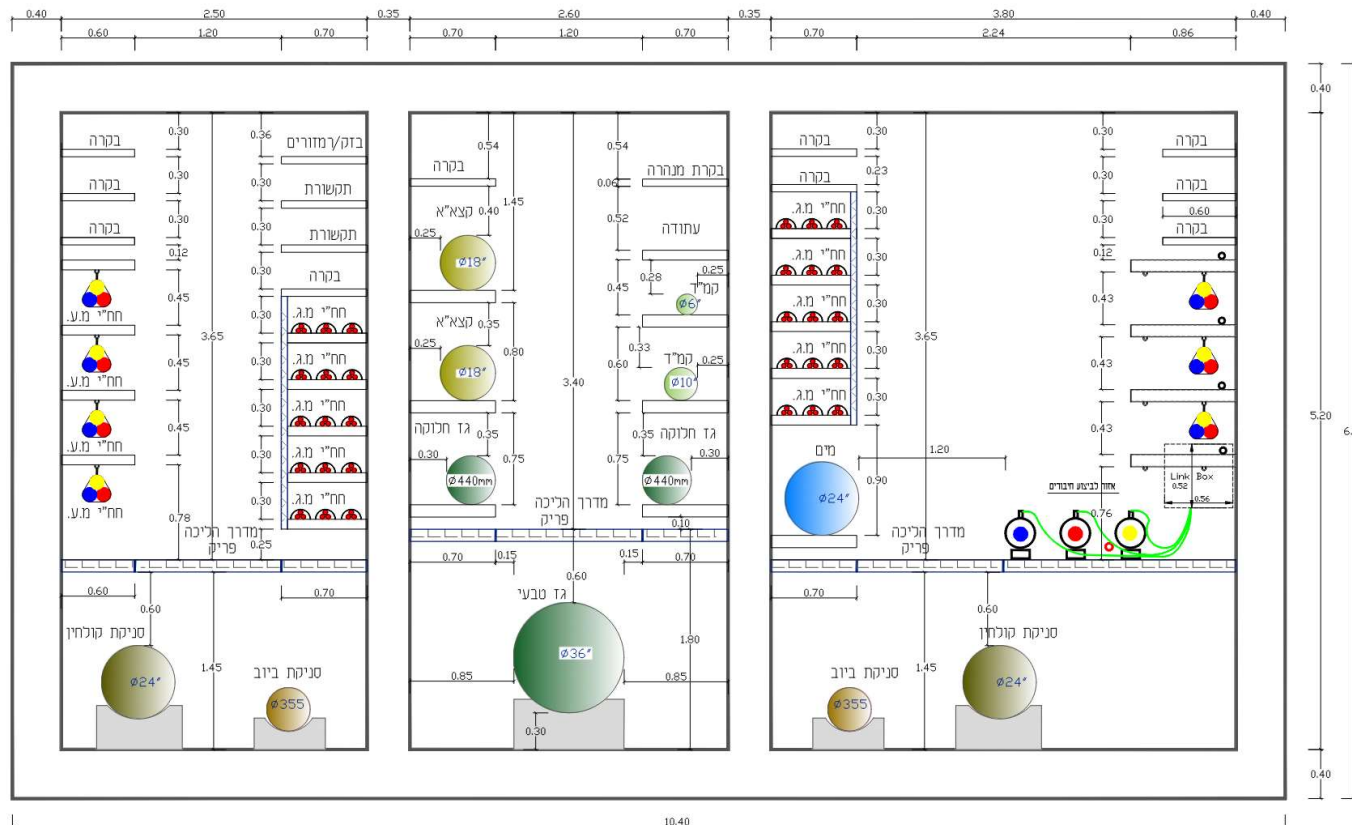 0.40 2.50 0.35 2.60 0.35 3.80 0.40
0.60 1.20 0.70 0.70 1.20 0.70 0.70 2.24 0.86
0.40
5.20
0.40
10.40
בקרה
בקרה
בקרה
חח"י מ.ע.
חח"י מ.ע.
חח"י מ.ע.
חח"י מ.ע.
0.30
0.30
0.30
0.12
0.45
0.45
0.45
0.78
3.65
0.36
0.30
0.30
0.30
0.30
0.30
0.30
0.30
0.30
0.25
בזק/רמזורים
תקשורת
תקשורת
בקרה
חח"י מ.ג.
חח"י מ.ג.
חח"י מ.ג.
חח"י מ.ג.
חח"י מ.ג.
מדרך הליכה
פריק
0.60
0.70
0.60
1.45
סניקת קולחין
Ø24"
סניקת ביוב
Ø355
בקרה
קצא"א
Ø18"
קצא"א
Ø18"
גז חלוקה
Ø440mm
0.54
0.40
1.45
0.25
0.35
0.80
0.25
0.35
0.75
0.30
3.40
0.54
0.06
0.52
0.45
0.28
0.25
0.33
0.60
0.25
0.35
0.75
0.30
0.10
בקרת מנהרה
עתודה
קמ"ד
Ø6"
קמ"ד
Ø10"
גז חלוקה
Ø440mm
מדרך הליכה
פריק
0.70
0.15
0.15
0.70
0.60
גז טבעי
Ø36"
0.85
0.85
1.80
0.30
בקרה
בקרה
חח"י מ.ג.
חח"י מ.ג.
חח"י מ.ג.
חח"י מ.ג.
חח"י מ.ג.
מים
Ø24"
0.30
0.23
0.30
0.30
0.30
0.30
0.30
0.90
3.65
1.20
מדרך הליכה
פריק
0.30
0.30
0.30
0.12
0.43
0.43
0.43
0.76
בקרה
בקרה
0.60
בקרה
Link Box
0.52
0.56
אזור לביצוע חיבורים
0.70
0.60
1.45
סניקת ביוב
Ø355
סניקת קולחין
Ø24"